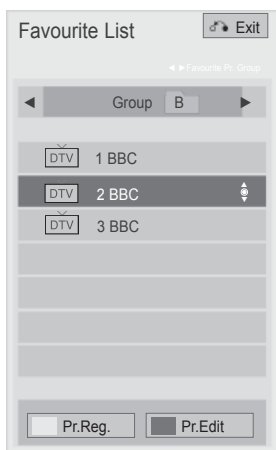 Favourite List
Exit
◄ ►Favourite Pr. Group
◄ Group B ►
DTV 1 BBC
DTV 2 BBC
DTV 3 BBC
Pr.Reg. Pr.Edit